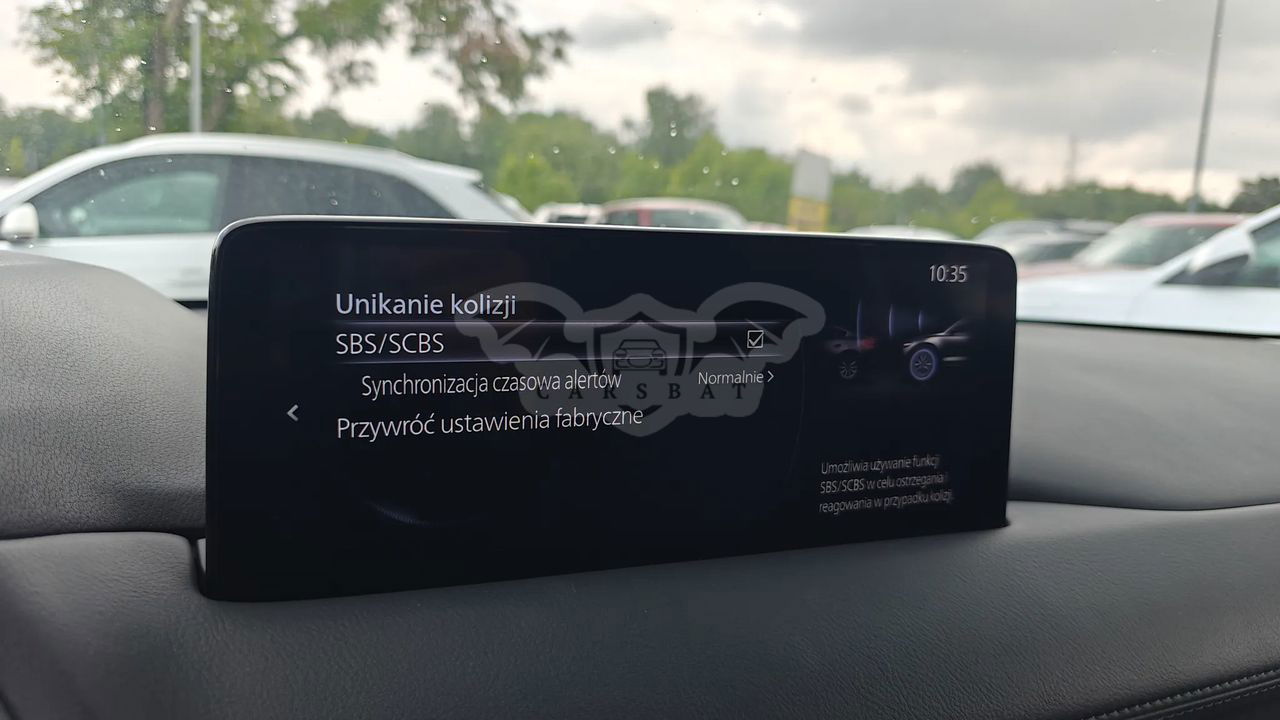 10:35
Unikanie kolizji
SBS/SCBS
Synchronizacja czasowa alertów Normalnie
Przywróć ustawienia fabryczne
CARSBAT
Umożliwia używanie funkcji
SBS/SCBS w celu ostrzegania i
reagowania w przypadku kolizji.